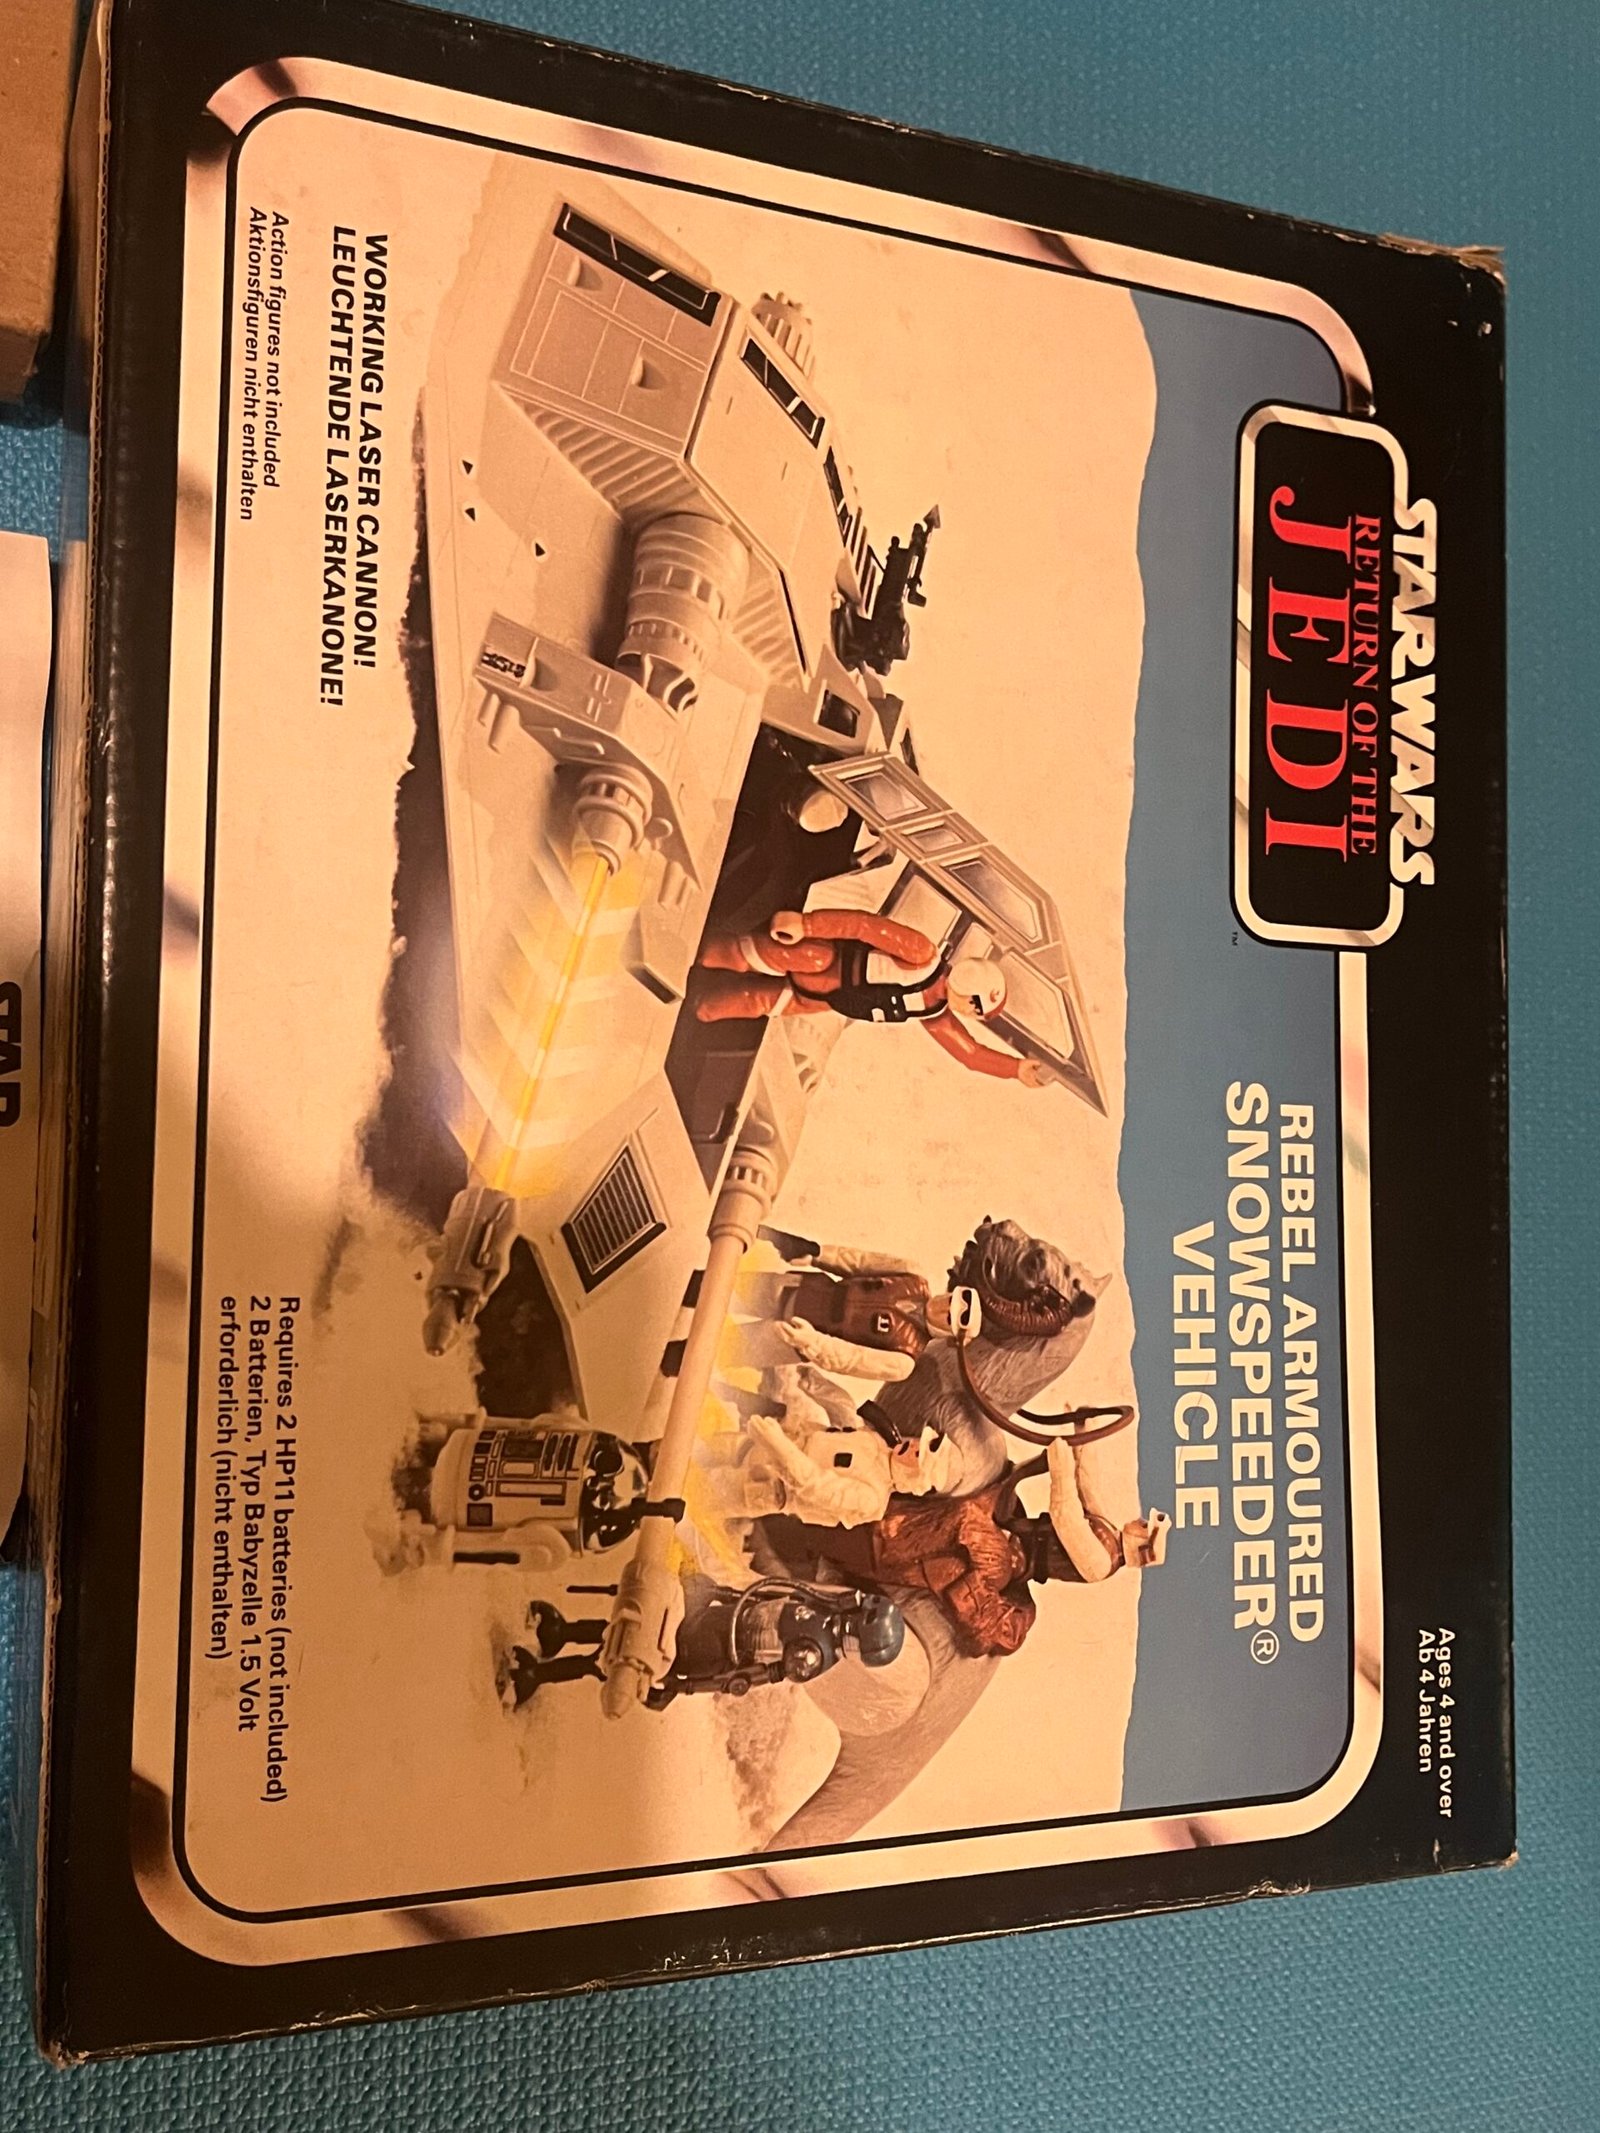 STAR WARS
RETURN OF THE
JEDI
™
Ages 4 and over
Ab 4 Jahren
REBEL ARMOURED
SNOWSPEEDER®
VEHICLE
WORKING LASER CANNON!
LEUCHTENDE LASERKANONE!
Action figures not included
Aktionsfiguren nicht enthalten
Requires 2 HP11 batteries (not included)
2 Batterien, Typ Babyzelle 1.5 Volt
erforderlich (nicht enthalten)
STAR